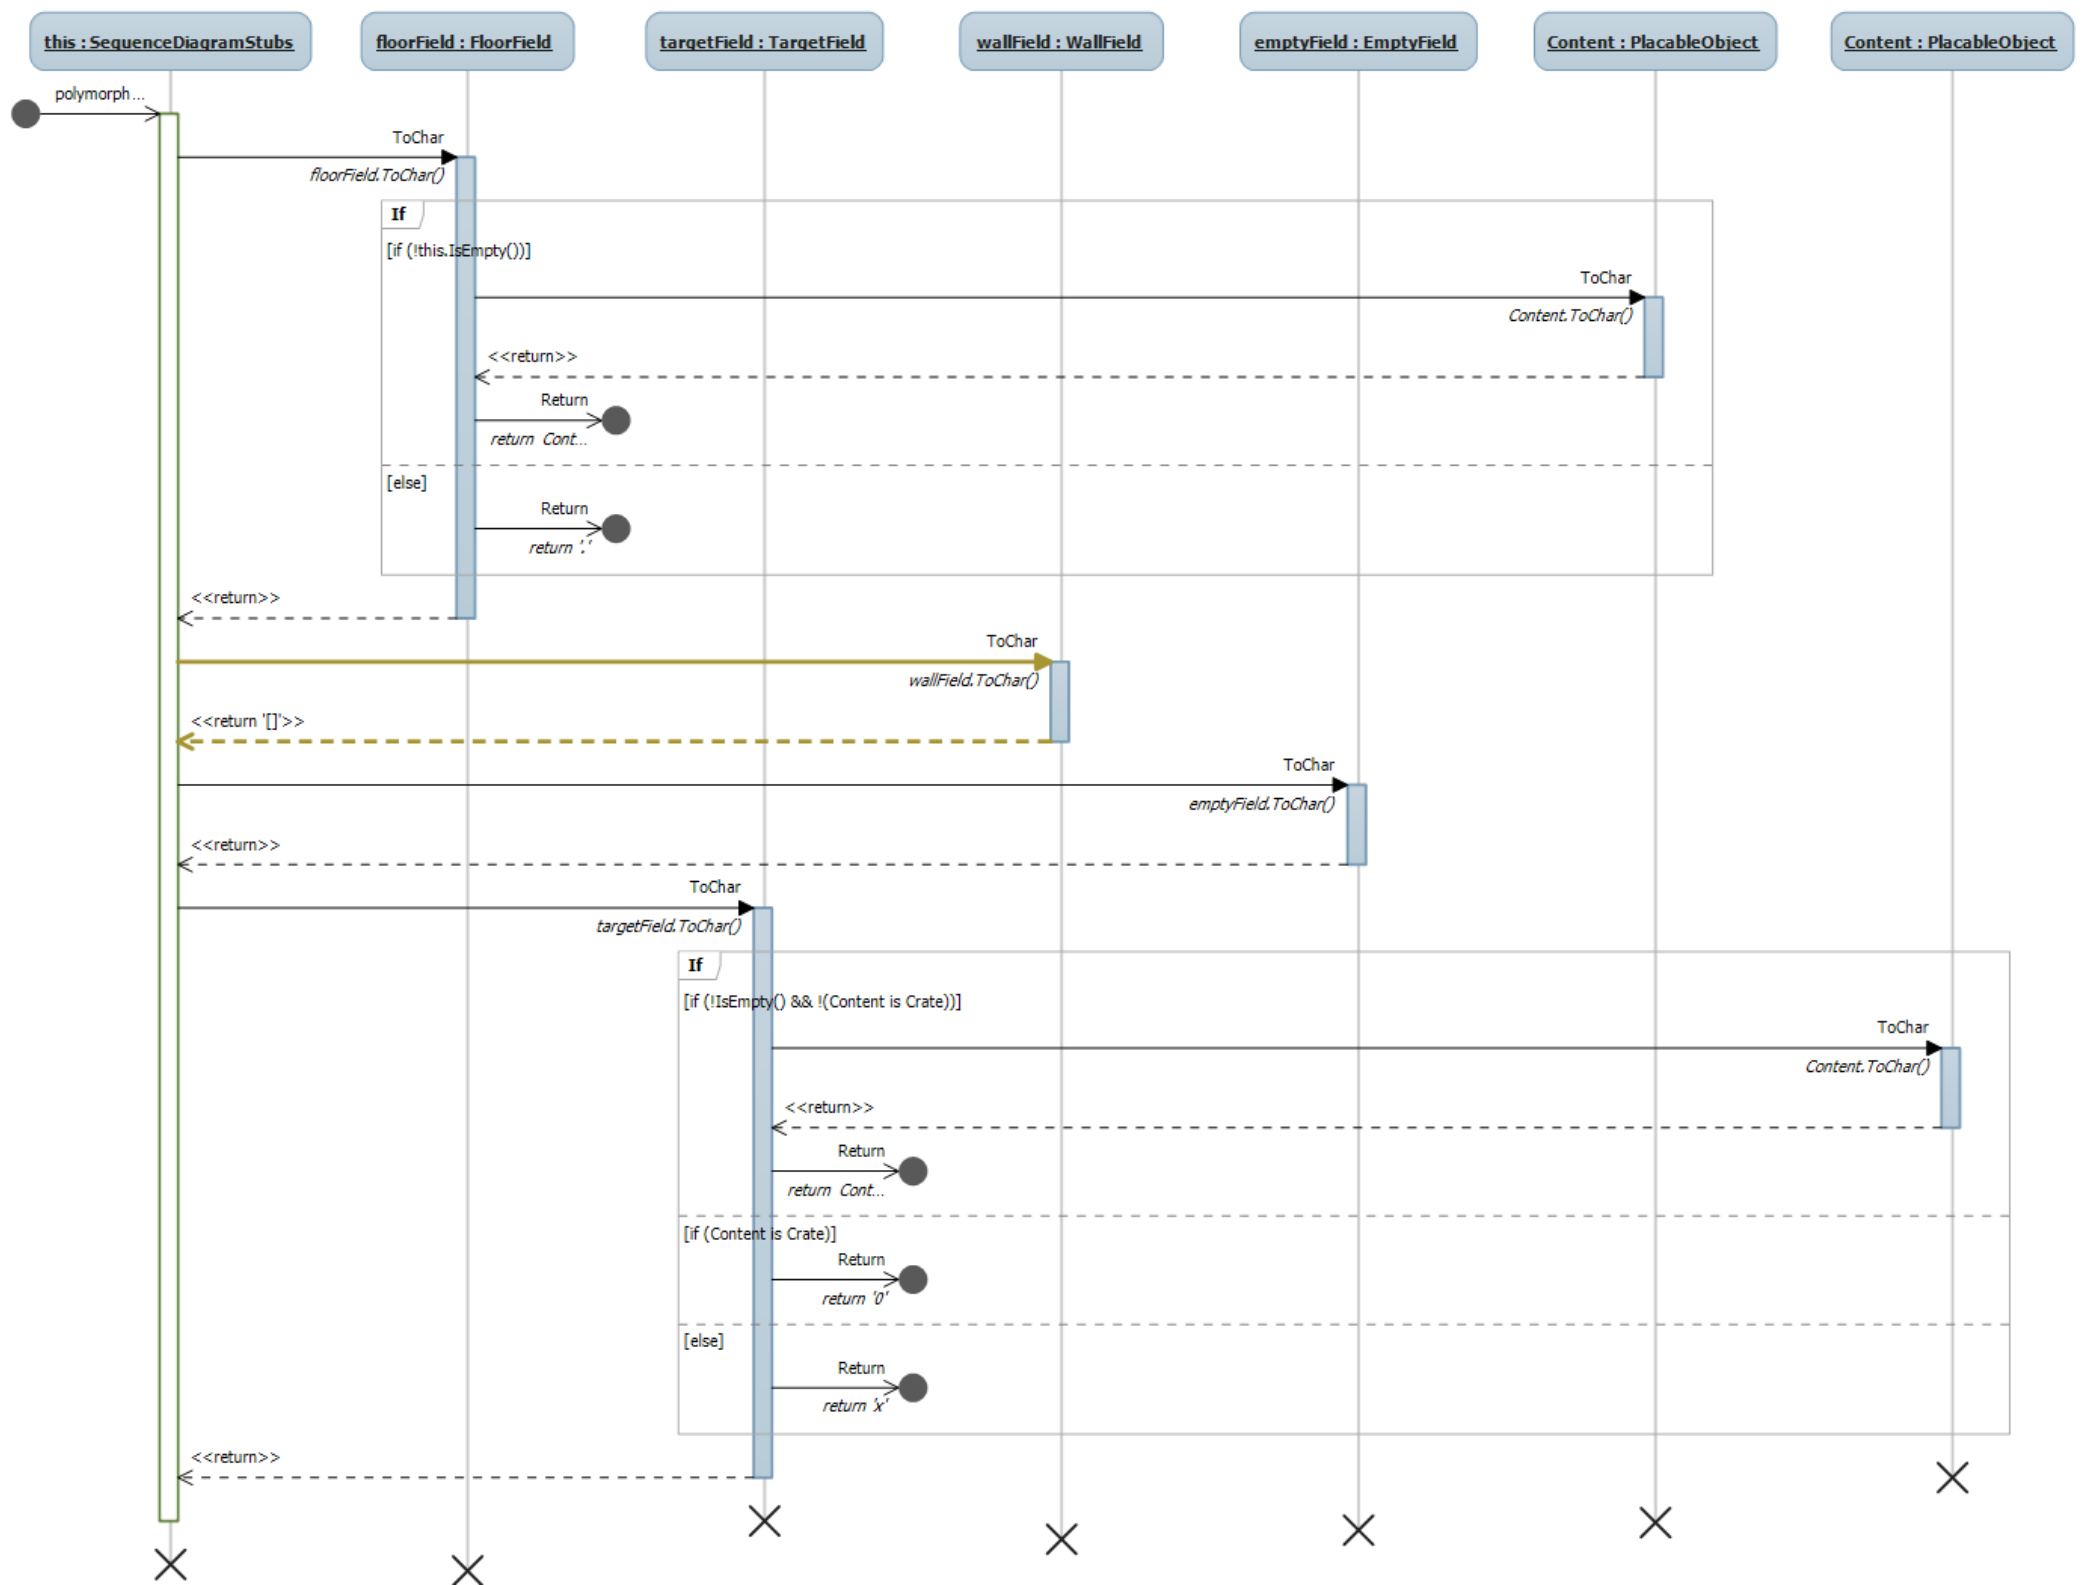 this : SequenceDiagramStubs
floorField : FloorField
targetField : TargetField
wallField : WallField
emptyField : EmptyField
Content : PlacableObject
Content : PlacableObject
polymorph...
ToChar
floorField.ToChar()
If
[if (!this.IsEmpty())]
ToChar
Content.ToChar()
<<return>>
Return
return Cont...
[else]
Return
return '.'
<<return>>
ToChar
wallField.ToChar()
<<return '[]'>>
ToChar
emptyField.ToChar()
<<return>>
ToChar
targetField.ToChar()
If
[if (!IsEmpty() && !(Content is Crate))]
ToChar
Content.ToChar()
<<return>>
Return
return Cont...
[if (Content is Crate)]
Return
return '0'
[else]
Return
return 'x'
<<return>>